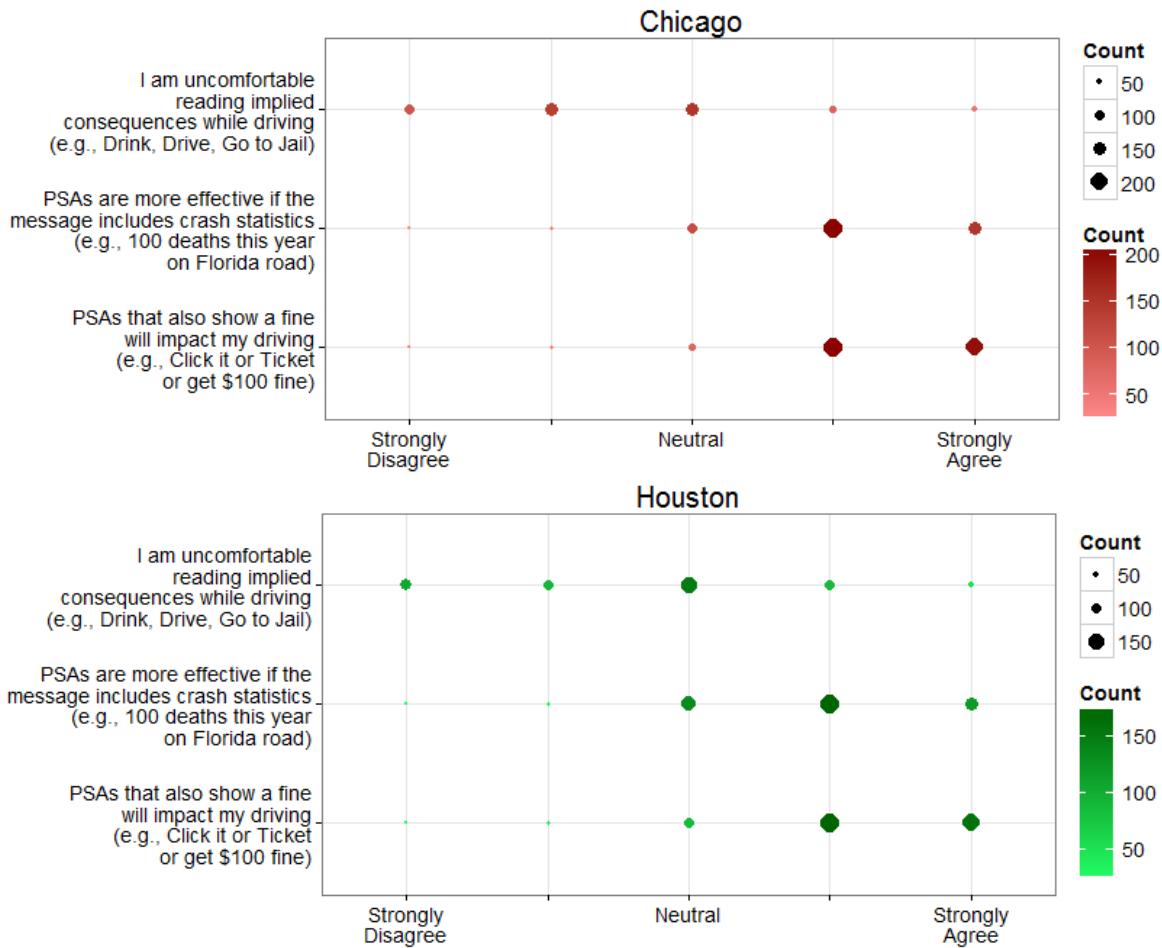 Chicago
I am uncomfortable
reading implied
consequences while driving
(e.g., Drink, Drive, Go to Jail)
PSAs are more effective if the
message includes crash statistics
(e.g., 100 deaths this year
on Florida road)
PSAs that also show a fine
will impact my driving
(e.g., Click it or Ticket
or get $100 fine)
Strongly
Disagree
Neutral
Strongly
Agree
Count
50
100
150
200
Count
200
150
100
50
Houston
I am uncomfortable
reading implied
consequences while driving
(e.g., Drink, Drive, Go to Jail)
PSAs are more effective if the
message includes crash statistics
(e.g., 100 deaths this year
on Florida road)
PSAs that also show a fine
will impact my driving
(e.g., Click it or Ticket
or get $100 fine)
Strongly
Disagree
Neutral
Strongly
Agree
Count
50
100
150
Count
150
100
50